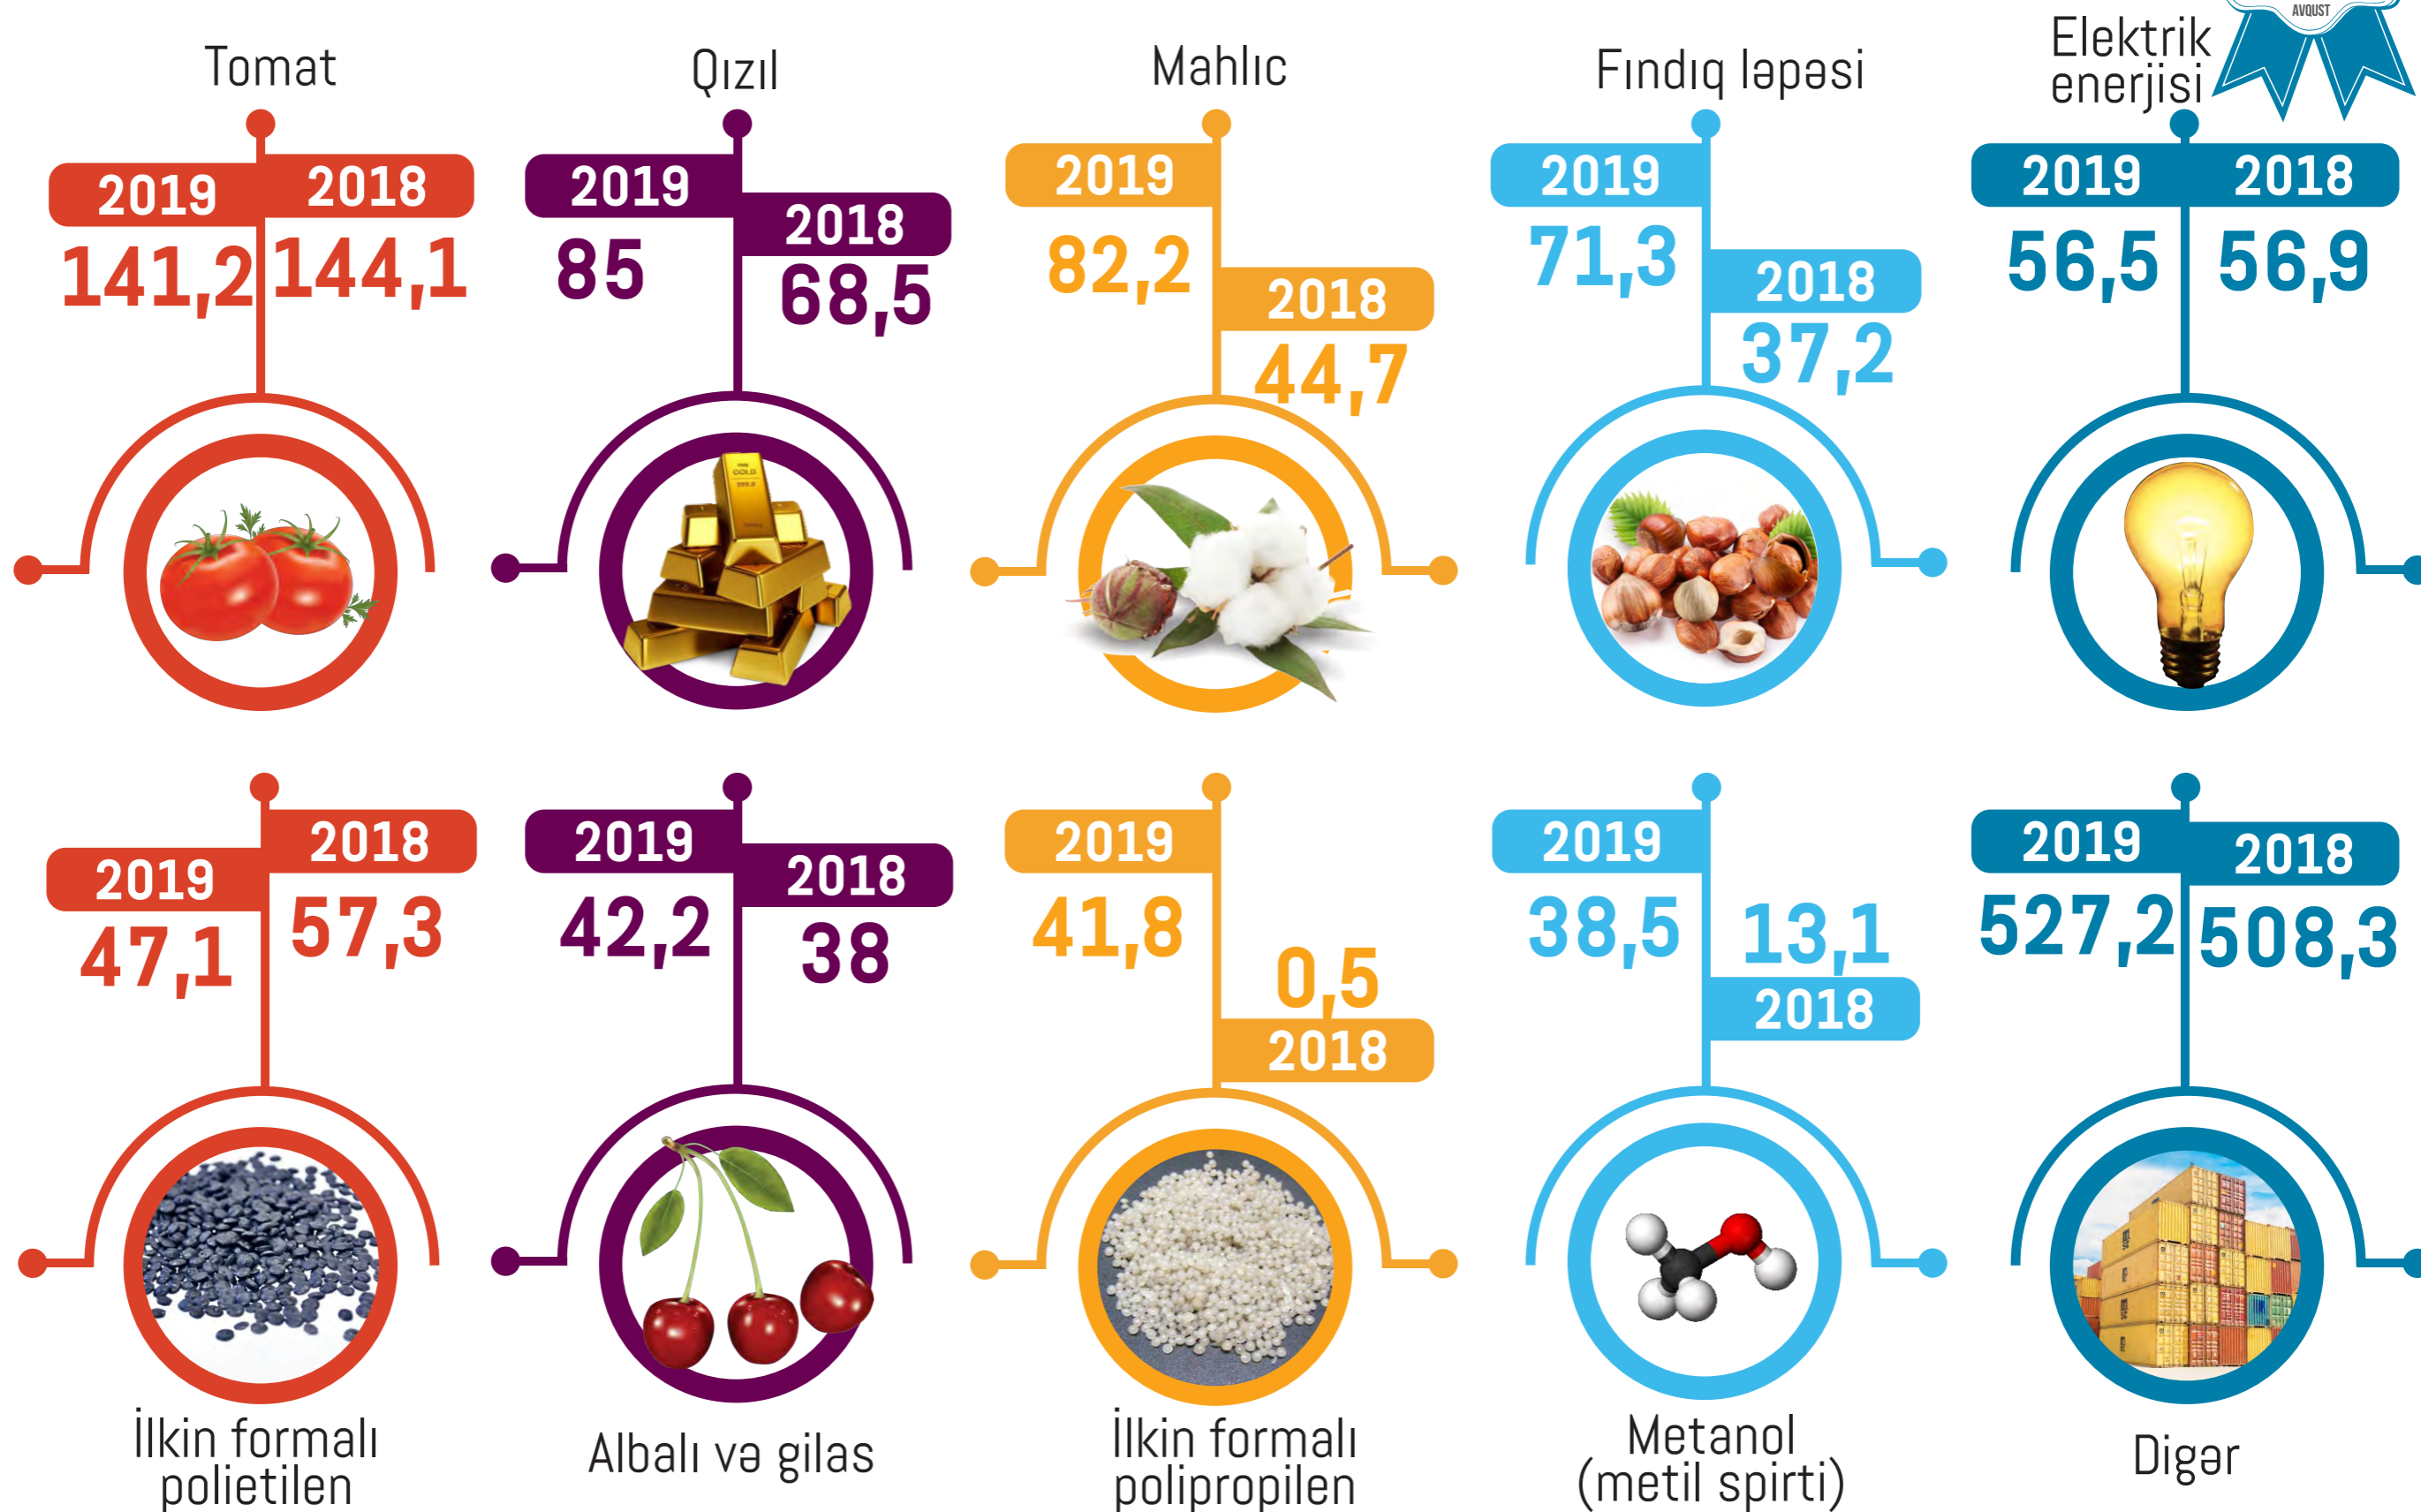 AVQUST
Tomat
2019
2018
141,2
144,1
Qızıl
2019
2018
85
68,5
Mahlıc
2019
2018
82,2
44,7
Fındıq ləpəsi
2019
2018
71,3
37,2
Elektrik
enerjisi
2019
2018
56,5
56,9
2019
2018
47,1
57,3
İlkin formalı
polietilen
2019
2018
42,2
38
Albalı və gilas
2019
41,8
0,5
2018
İlkin formalı
polipropilen
2019
38,5
13,1
2018
Metanol
(metil spirti)
2019
2018
527,2
508,3
Digər